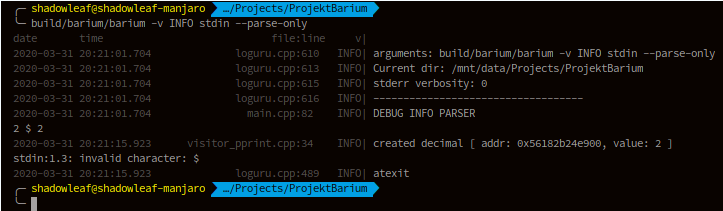 shadowleaf@shadowleaf-manjaro …/Projects/ProjektBarium
build/barium/barium -v INFO stdin --parse-only
date time file:line v|
2020-03-31 20:21:01.704 loguru.cpp:610 INFO| arguments: build/barium/barium -v INFO stdin --parse-only
2020-03-31 20:21:01.704 loguru.cpp:613 INFO| Current dir: /mnt/data/Projects/ProjektBarium
2020-03-31 20:21:01.704 loguru.cpp:615 INFO| stderr verbosity: 0
2020-03-31 20:21:01.704 loguru.cpp:616 INFO| -----------------------------------
2020-03-31 20:21:01.704 main.cpp:82 INFO| DEBUG INFO PARSER
2 $ 2
2020-03-31 20:21:15.923 visitor_pprint.cpp:34 INFO| created decimal [ addr: 0x56182b24e900, value: 2 ]
stdin:1.3: invalid character: $
2020-03-31 20:21:15.923 loguru.cpp:489 INFO| atexit
shadowleaf@shadowleaf-manjaro …/Projects/ProjektBarium